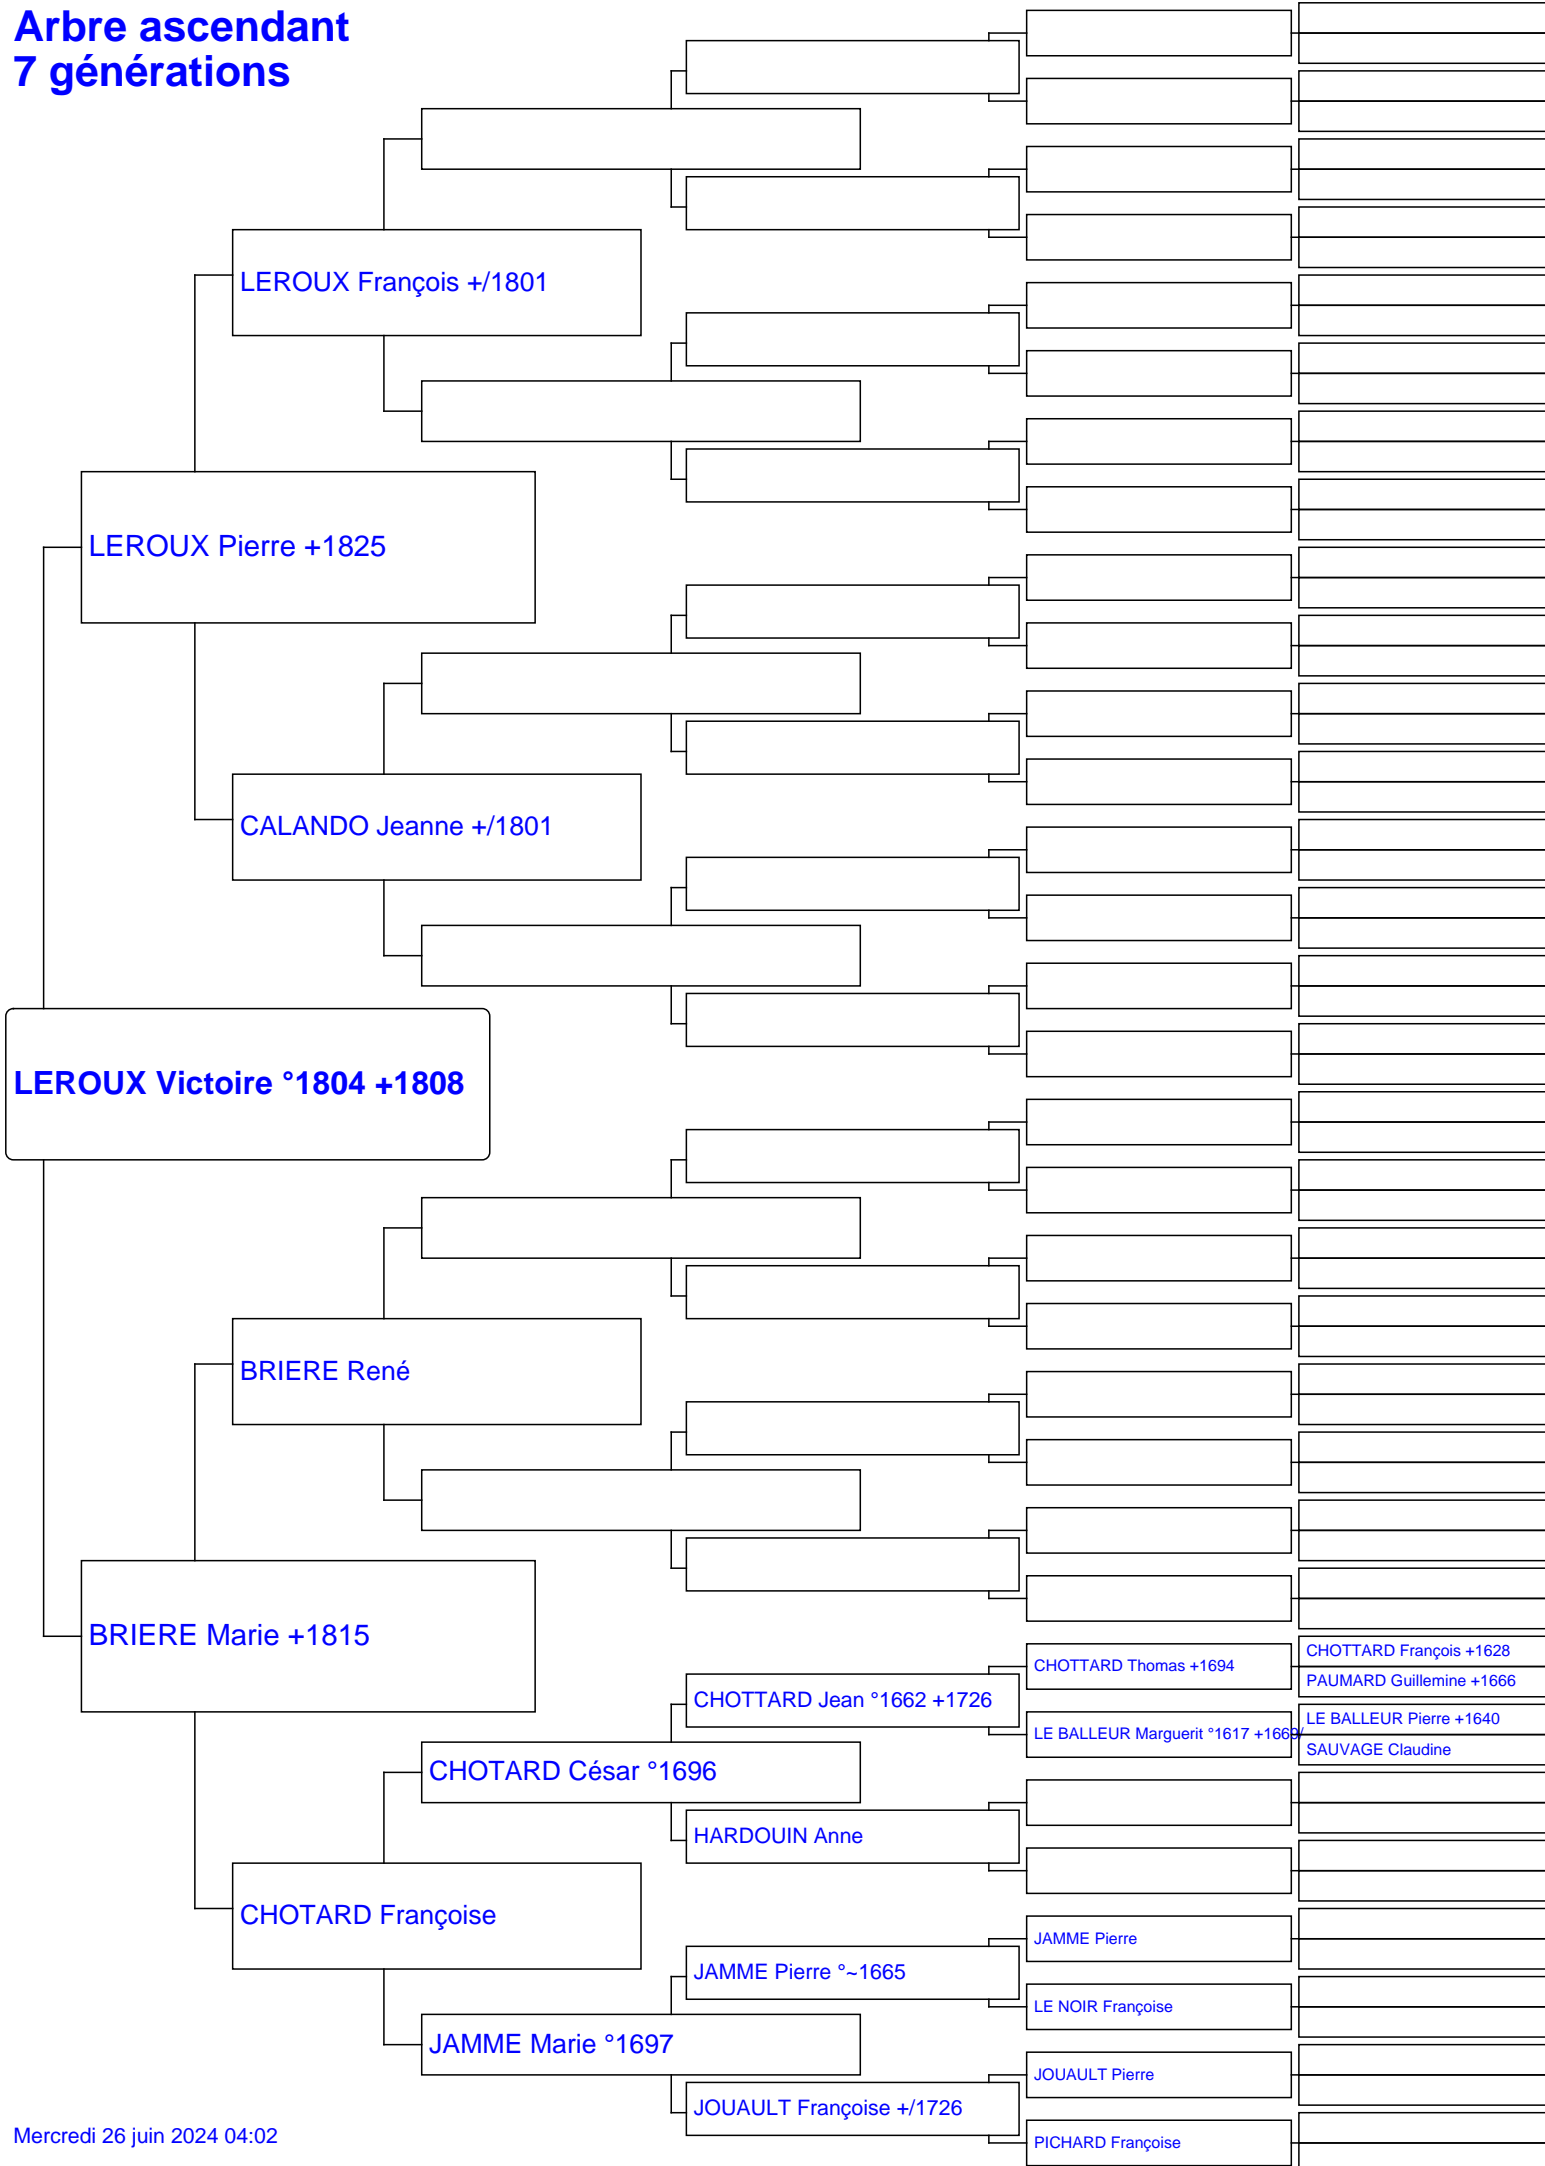 Arbre ascendant
7 générations
LEROUX François +/1801
LEROUX Pierre +1825
CALANDO Jeanne +/1801
LEROUX Victoire °1804 +1808
BRIERE René
BRIERE Marie +1815
CHOTTARD François +1628
CHOTTARD Thomas +1694
PAUMARD Guillemine +1666
CHOTTARD Jean °1662 +1726
LE BALLEUR Pierre +1640
LE BALLEUR Marguerit °1617 +1669/
SAUVAGE Claudine
CHOTARD César °1696
HARDOUIN Anne
CHOTARD Françoise
JAMME Pierre
JAMME Pierre °~1665
LE NOIR Françoise
JAMME Marie °1697
JOUAULT Pierre
JOUAULT Françoise +/1726
PICHARD Françoise
Mercredi 26 juin 2024 04:02